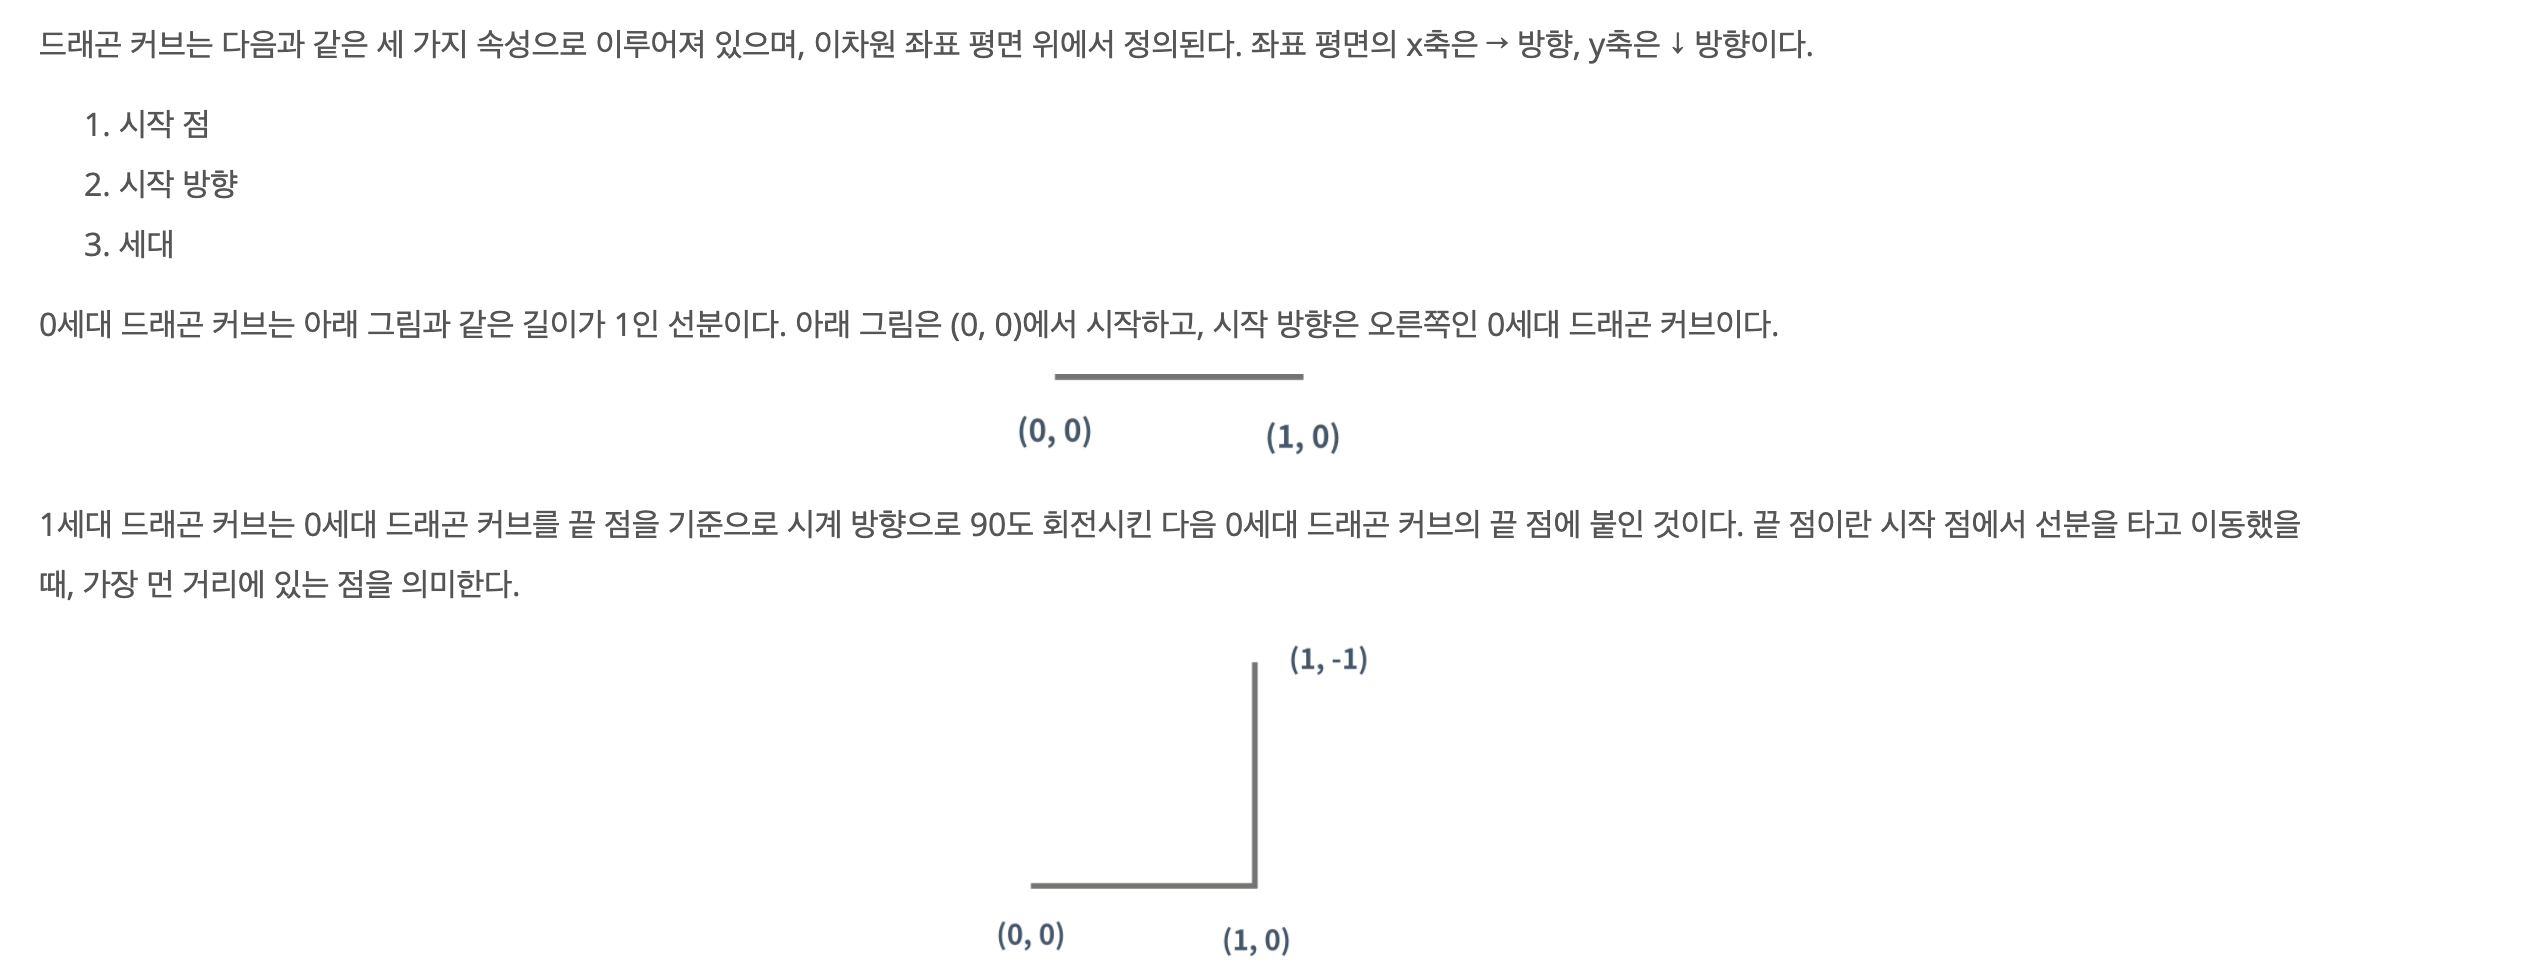 드래곤 커브는 다음과 같은 세 가지 속성으로 이루어져 있으며, 이차원 좌표 평면 위에서 정의된다. 좌표 평면의 x축은 → 방향, y축은 ↓ 방향이다.
1. 시작 점
2. 시작 방향
3. 세대
0세대 드래곤 커브는 아래 그림과 같은 길이가 1인 선분이다. 아래 그림은 (0, 0)에서 시작하고, 시작 방향은 오른쪽인 0세대 드래곤 커브이다.
(0, 0)
(1, 0)
1세대 드래곤 커브는 0세대 드래곤 커브를 끝 점을 기준으로 시계 방향으로 90도 회전시킨 다음 0세대 드래곤 커브의 끝 점에 붙인 것이다. 끝 점이란 시작 점에서 선분을 타고 이동했을
때, 가장 먼 거리에 있는 점을 의미한다.
(1, -1)
(0, 0)
(1, 0)